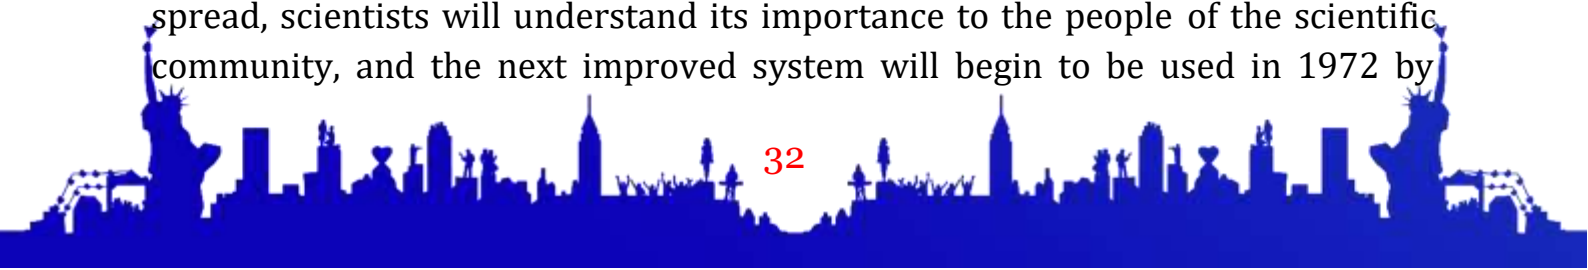 spread, scientists will understand its importance to the people of the scientific
community, and the next improved system will begin to be used in 1972 by
32